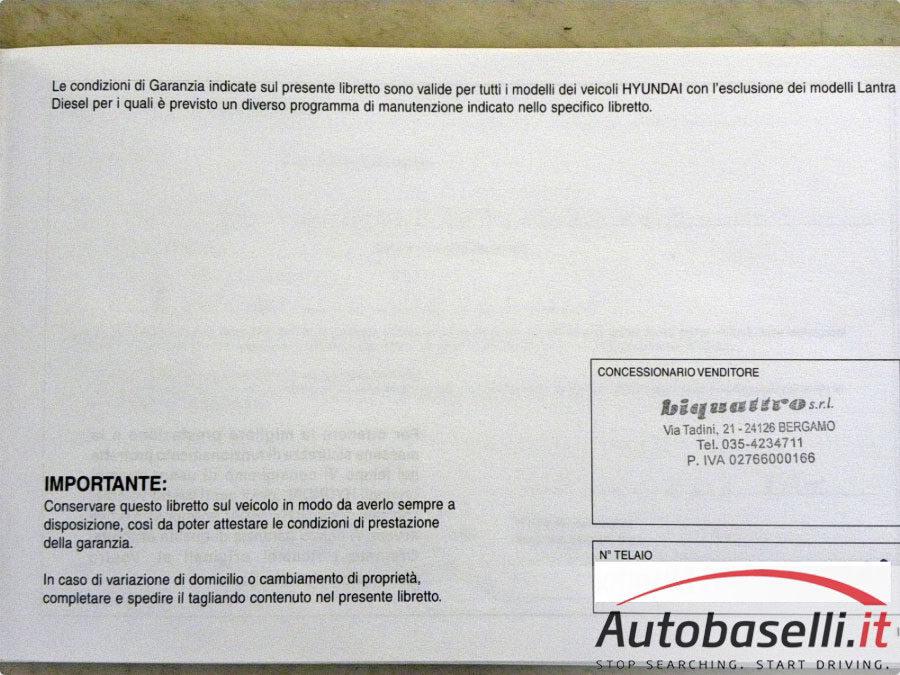 Le condizioni di Garanzia indicate sul presente libretto sono valide per tutti i modelli dei veicoli HYUNDAI con l'esclusione dei modelli Lantra
Diesel per i quali è previsto un diverso programma di manutenzione indicato nello specifico libretto.
CONCESSIONARIO VENDITORE
biquattro s.r.l.
Via Tadini, 21 - 24126 BERGAMO
Tel. 035-4234711
P. IVA 02766000166
IMPORTANTE:
Conservare questo libretto sul veicolo in modo da averlo sempre a
disposizione, così da poter attestare le condizioni di prestazione
della garanzia.
In caso di variazione di domicilio o cambiamento di proprietà,
completare e spedire il tagliando contenuto nel presente libretto.
N° TELAIO
Autobaselli.it
STOP SEARCHING. START DRIVING.